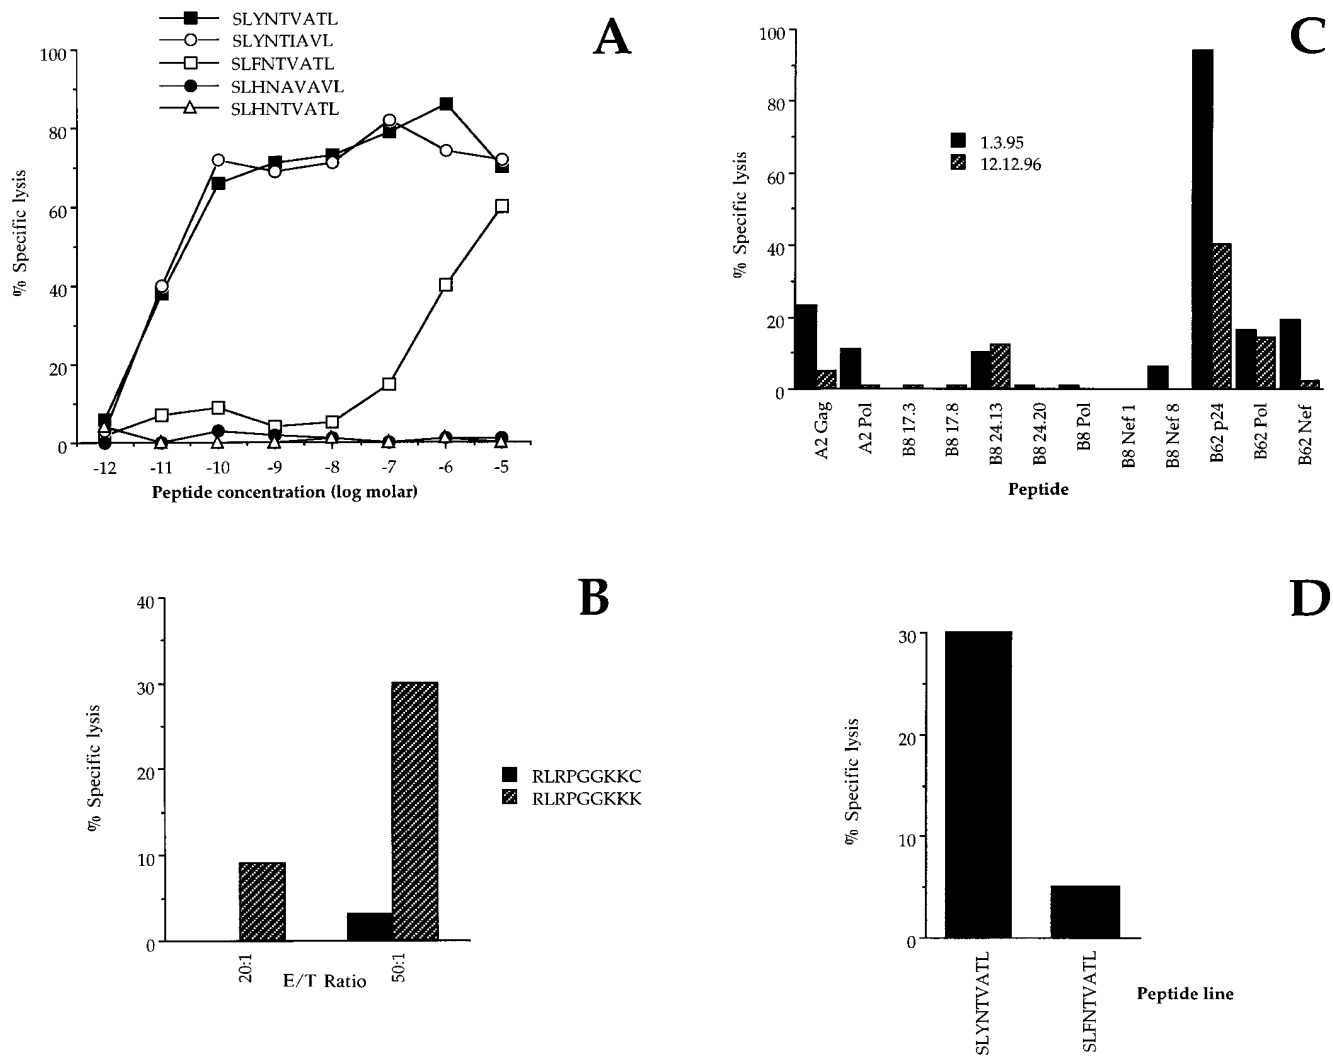 A
SLYNTVATL
SLYNTIAVL
SLFNTVATL
SLHNAVAVL
SLHNTVATL
100
80
60
40
20
0
% Specific lysis
-12 -11 -10 -9 -8 -7 -6 -5
Peptide concentration (log molar)
C
100
80
60
40
20
0
% Specific lysis
1.3.95
12.12.96
A2 Gag
A2 Pol
B8 17.3
B8 17.8
B8 24.13
B8 24.20
B8 Pol
B8 Nef 1
B8 Nef 8
B62 p24
B62 Pol
B62 Nef
Peptide
B
40
30
20
10
0
% Specific lysis
20:1
50:1
E/T Ratio
RLRPGGKKC
RLRPGGKKK
D
30
20
10
0
% Specific lysis
SLYNTVATL
SLFNTVATL
Peptide line